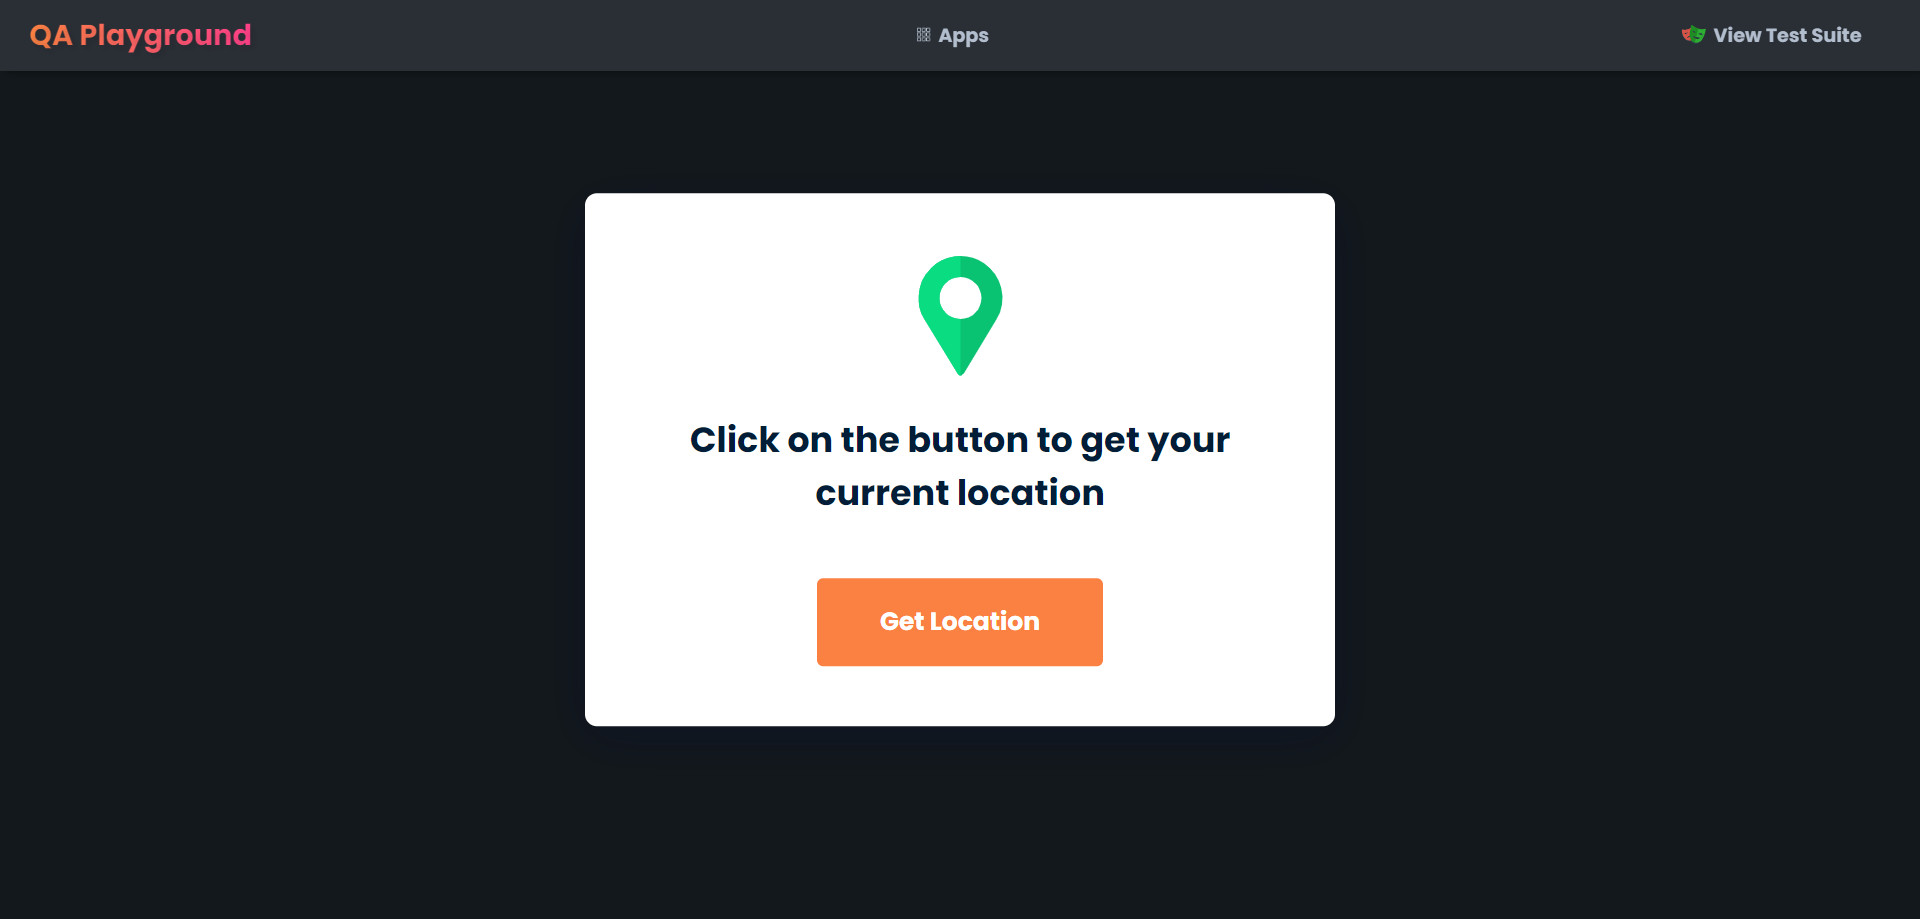 QA Playground
Apps
View Test Suite
Click on the button to get your
current location
Get Location